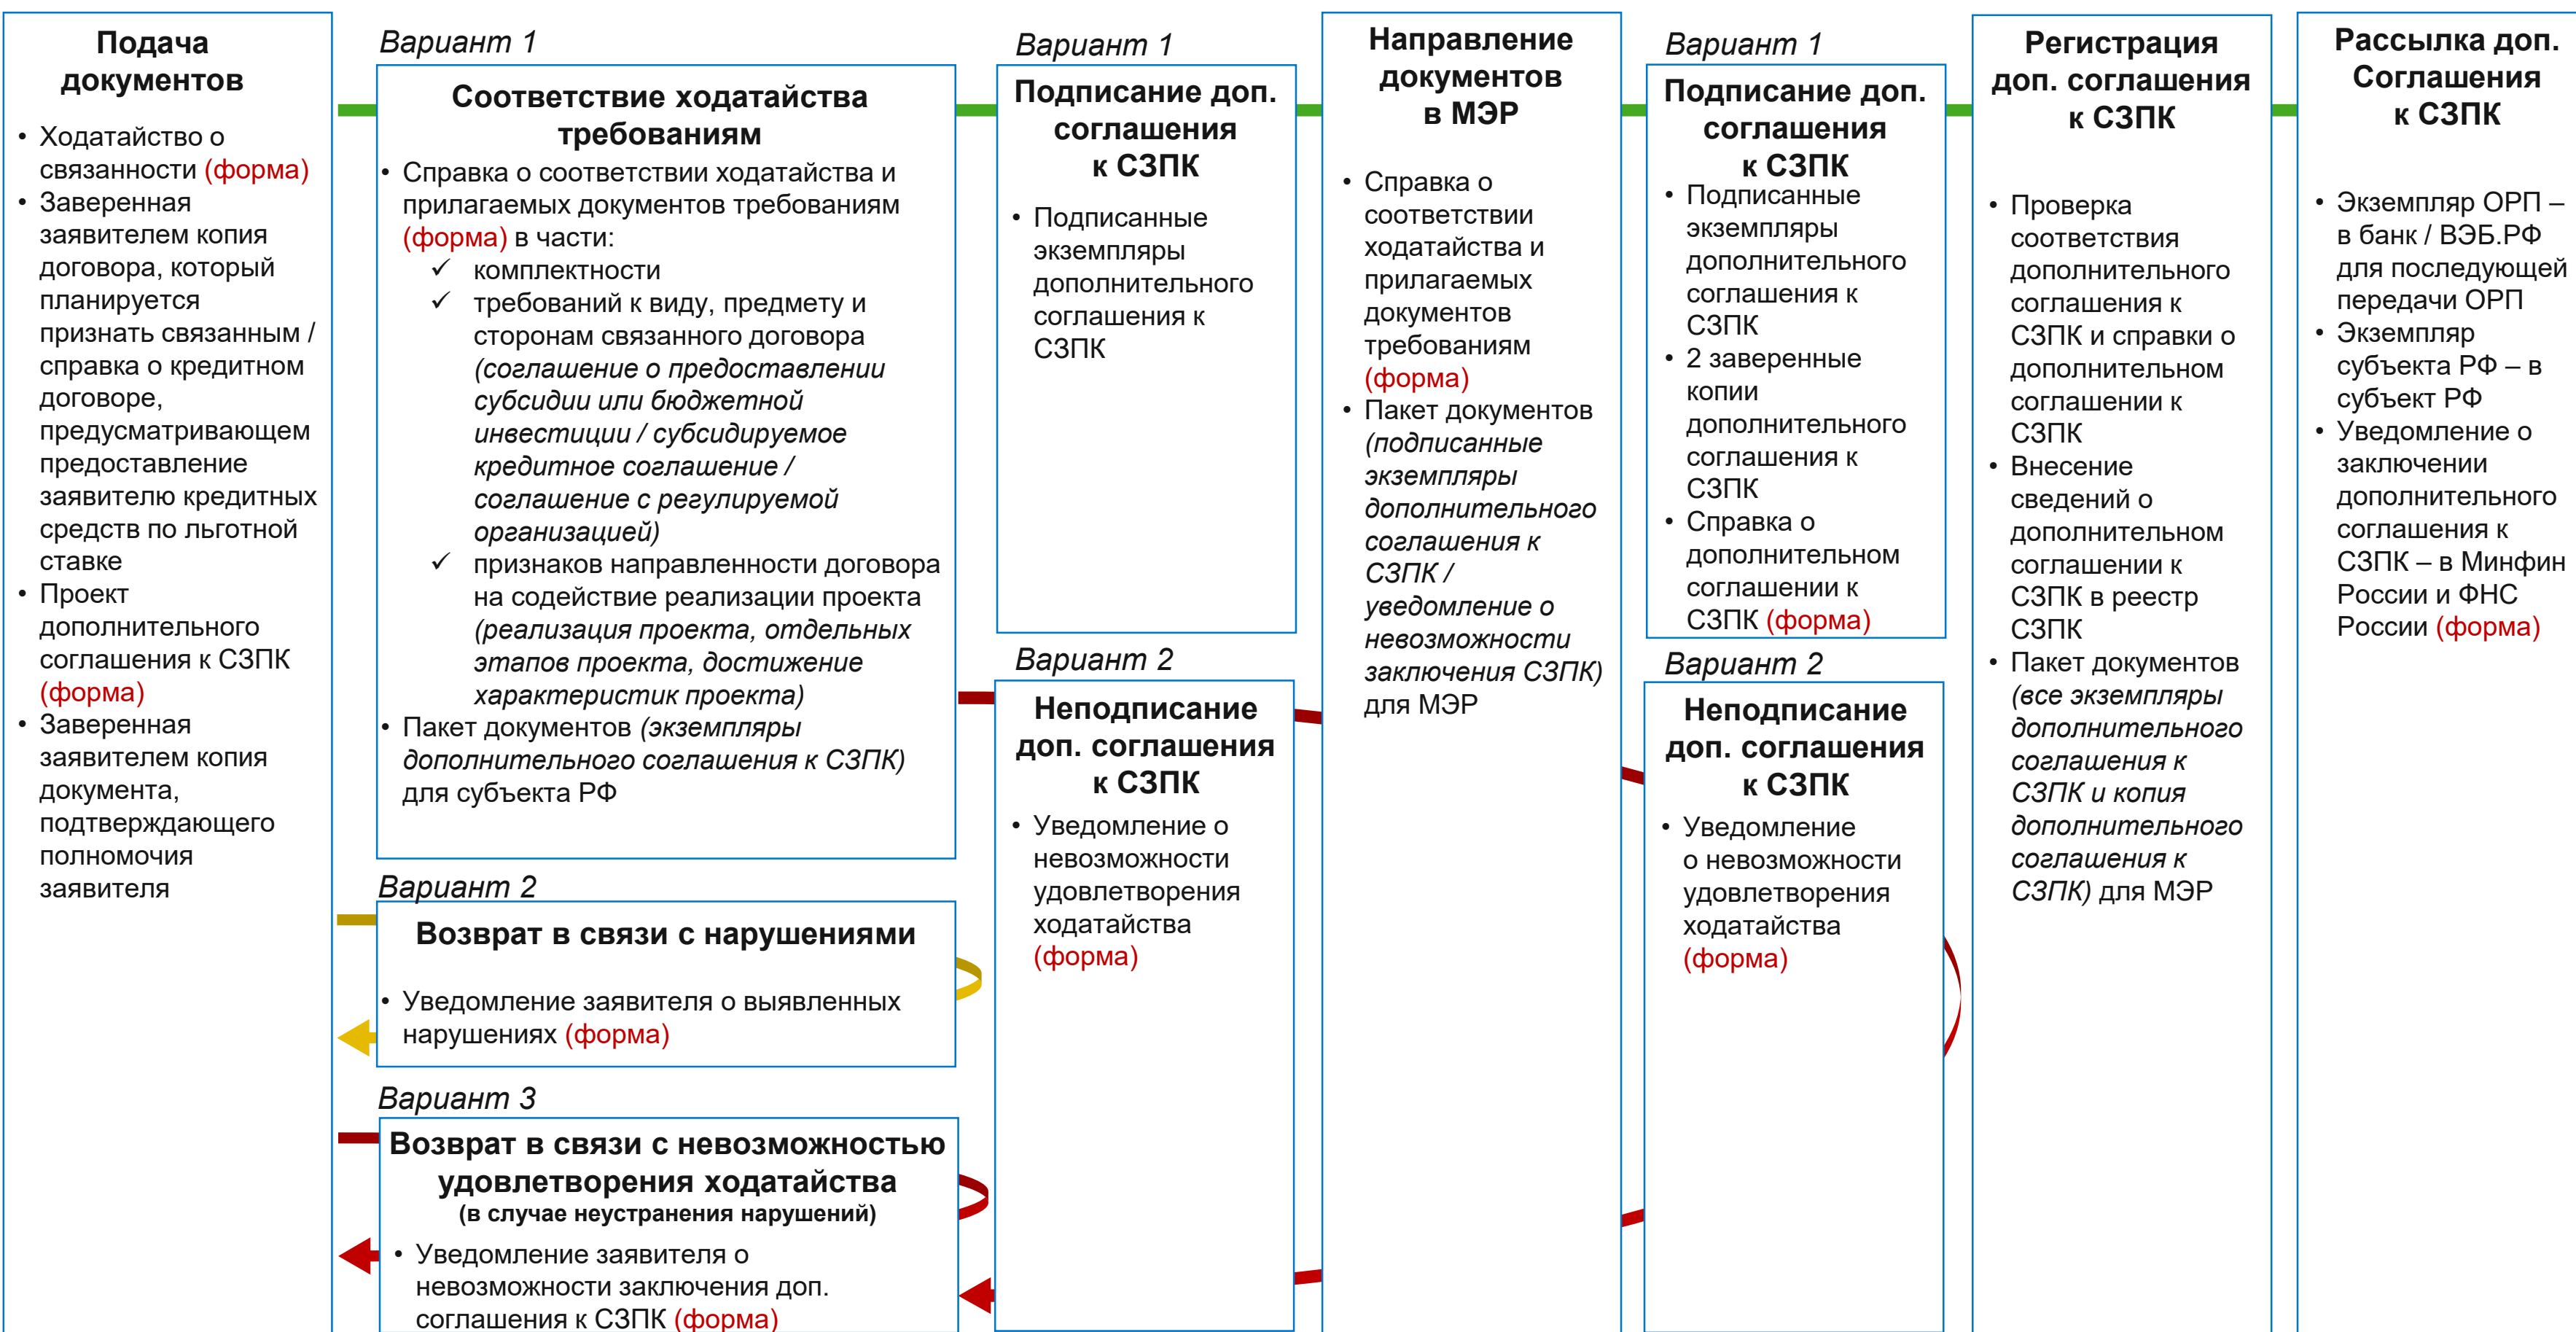 Подача
документов
• Ходатайство о
связанности (форма)
• Заверенная
заявителем копия
договора, который
планируется
признать связанным /
справка о кредитном
договоре,
предусматривающем
предоставление
заявителю кредитных
средств по льготной
ставке
• Проект
дополнительного
соглашения к СЗПК
(форма)
• Заверенная
заявителем копия
документа,
подтверждающего
полномочия
заявителя
Вариант 1
Соответствие ходатайства
требованиям
• Справка о соответствии ходатайства и
прилагаемых документов требованиям
(форма) в части:
✓ комплектности
✓ требований к виду, предмету и
сторонам связанного договора
(соглашение о предоставлении
субсидии или бюджетной
инвестиции / субсидируемое
кредитное соглашение /
соглашение с регулируемой
организацией)
✓ признаков направленности договора
на содействие реализации проекта
(реализация проекта, отдельных
этапов проекта, достижение
характеристик проекта)
• Пакет документов (экземпляры
дополнительного соглашения к СЗПК)
для субъекта РФ
Вариант 2
Возврат в связи с нарушениями
• Уведомление заявителя о выявленных
нарушениях (форма)
Вариант 3
Возврат в связи с невозможностью
удовлетворения ходатайства
(в случае неустранения нарушений)
• Уведомление заявителя о
невозможности заключения доп.
соглашения к СЗПК (форма)
Вариант 1
Подписание доп.
соглашения
к СЗПК
• Подписанные
экземпляры
дополнительного
соглашения к
СЗПК
Вариант 2
Неподписание
доп. соглашения
к СЗПК
• Уведомление о
невозможности
удовлетворения
ходатайства
(форма)
Направление
документов
в МЭР
• Справка о
соответствии
ходатайства и
прилагаемых
документов
требованиям
(форма)
• Пакет документов
(подписанные
экземпляры
дополнительного
соглашения к
СЗПК /
уведомление о
невозможности
заключения СЗПК)
для МЭР
Вариант 1
Подписание доп.
соглашения
к СЗПК
• Подписанные
экземпляры
дополнительного
соглашения к
СЗПК
• 2 заверенные
копии
дополнительного
соглашения к
СЗПК
• Справка о
дополнительном
соглашении к
СЗПК (форма)
Вариант 2
Неподписание
доп. соглашения
к СЗПК
• Уведомление
о невозможности
удовлетворения
ходатайства
(форма)
Регистрация
доп. соглашения
к СЗПК
• Проверка
соответствия
дополнительного
соглашения к
СЗПК и справки о
дополнительном
соглашении к
СЗПК
• Внесение
сведений о
дополнительном
соглашении к
СЗПК в реестр
СЗПК
• Пакет документов
(все экземпляры
дополнительного
соглашения к
СЗПК и копия
дополнительного
соглашения к
СЗПК) для МЭР
Рассылка доп.
Соглашения
к СЗПК
• Экземпляр ОРП –
в банк / ВЭБ.РФ
для последующей
передачи ОРП
• Экземпляр
субъекта РФ – в
субъект РФ
• Уведомление о
заключении
дополнительного
соглашения к
СЗПК – в Минфин
России и ФНС
России (форма)